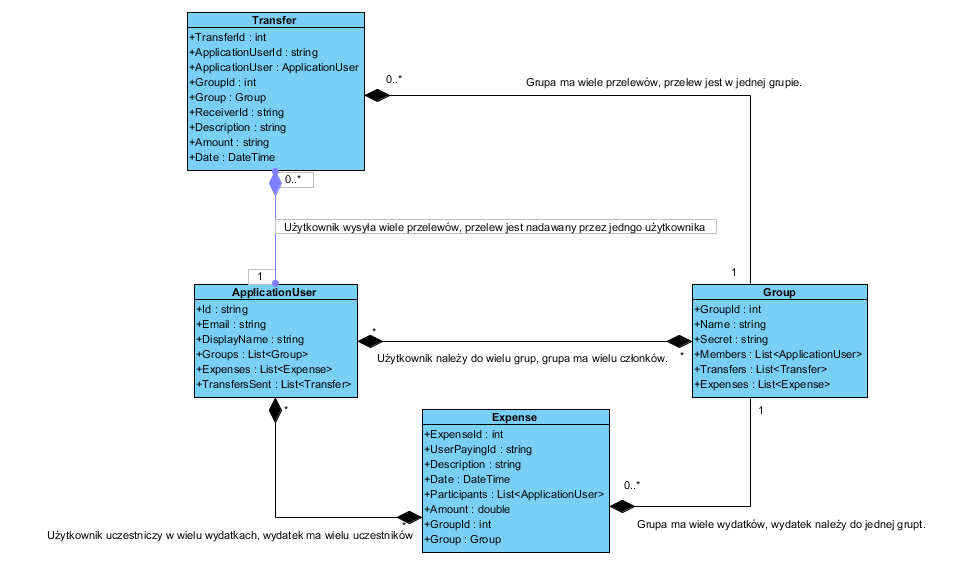 Transfer
+TransferId : int
+ApplicationUserId : string
+ApplicationUser : ApplicationUser
+GroupId : int
+Group : Group
+ReceiverId : string
+Description : string
+Amount : string
+Date : DateTime
0..*
Grupa ma wiele przelewów, przelew jest w jednej grupie.
0..*
Użytkownik wysyła wiele przelewów, przelew jest nadawany przez jedngo użytkownika
1
1
ApplicationUser
+Id : string
+Email : string
+DisplayName : string
+Groups : List<Group>
+Expenses : List<Expense>
+TransfersSent : List<Transfer>
*
Użytkownik należy do wielu grup, grupa ma wielu członków.
*
Group
+GroupId : int
+Name : string
+Secret : string
+Members : List<ApplicationUser>
+Transfers : List<Transfer>
+Expenses : List<Expense>
*
1
Expense
+ExpenseId : int
+UserPayingId : string
+Description : string
+Date : DateTime
+Participants : List<ApplicationUser>
+Amount : double
+GroupId : int
+Group : Group
0..*
*
Grupa ma wiele wydatków, wydatek należy do jednej grupt.
Użytkownik uczestniczy w wielu wydatkach, wydatek ma wielu uczestników